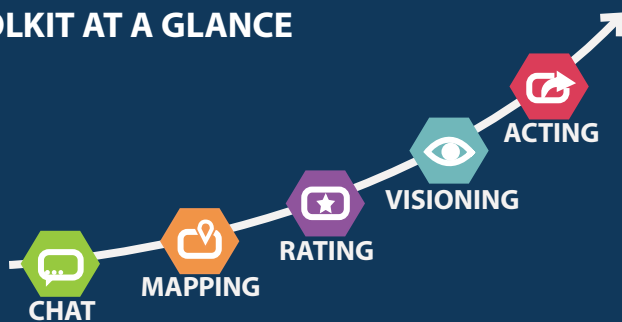 OLKIT AT A GLANCE
ACTING
VISIONING
RATING
MAPPING
CHAT